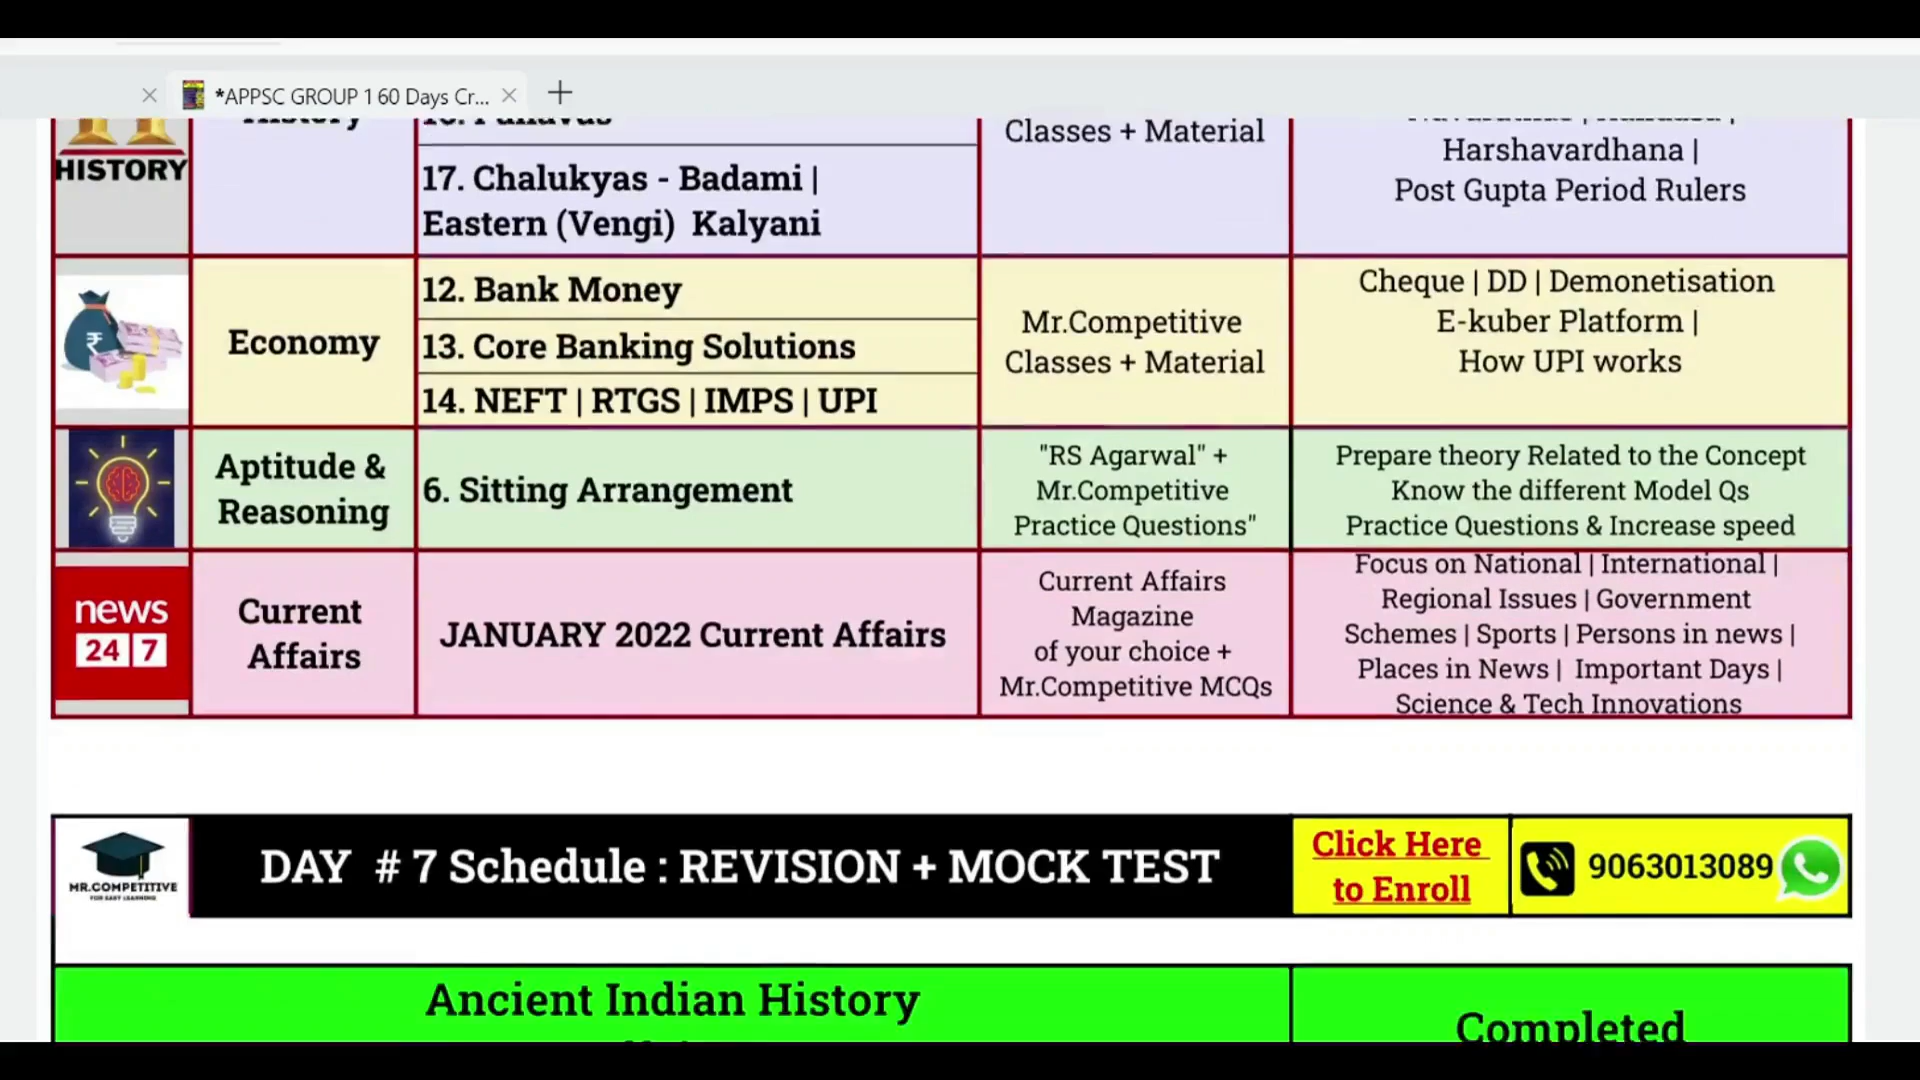 *APPSC GROUP 1 60 Days Cr...
HISTORY
History
17. Chalukyas - Badami |
Eastern (Vengi) Kalyani
Classes + Material
Harshavardhana |
Post Gupta Period Rulers
Economy
12. Bank Money
13. Core Banking Solutions
14. NEFT | RTGS | IMPS | UPI
Mr.Competitive
Classes + Material
Cheque | DD | Demonetisation
E-kuber Platform |
How UPI works
Aptitude &
Reasoning
6. Sitting Arrangement
"RS Agarwal" +
Mr.Competitive
Practice Questions"
Prepare theory Related to the Concept
Know the different Model Qs
Practice Questions & Increase speed
news
24 7
Current
Affairs
JANUARY 2022 Current Affairs
Current Affairs
Magazine
of your choice +
Mr.Competitive MCQs
Focus on National | International |
Regional Issues | Government
Schemes | Sports | Persons in news |
Places in News | Important Days |
Science & Tech Innovations
MR.COMPETITIVE
FOR EASY LEARNING
DAY # 7 Schedule : REVISION + MOCK TEST
Click Here
to Enroll
9063013089
Ancient Indian History
Completed